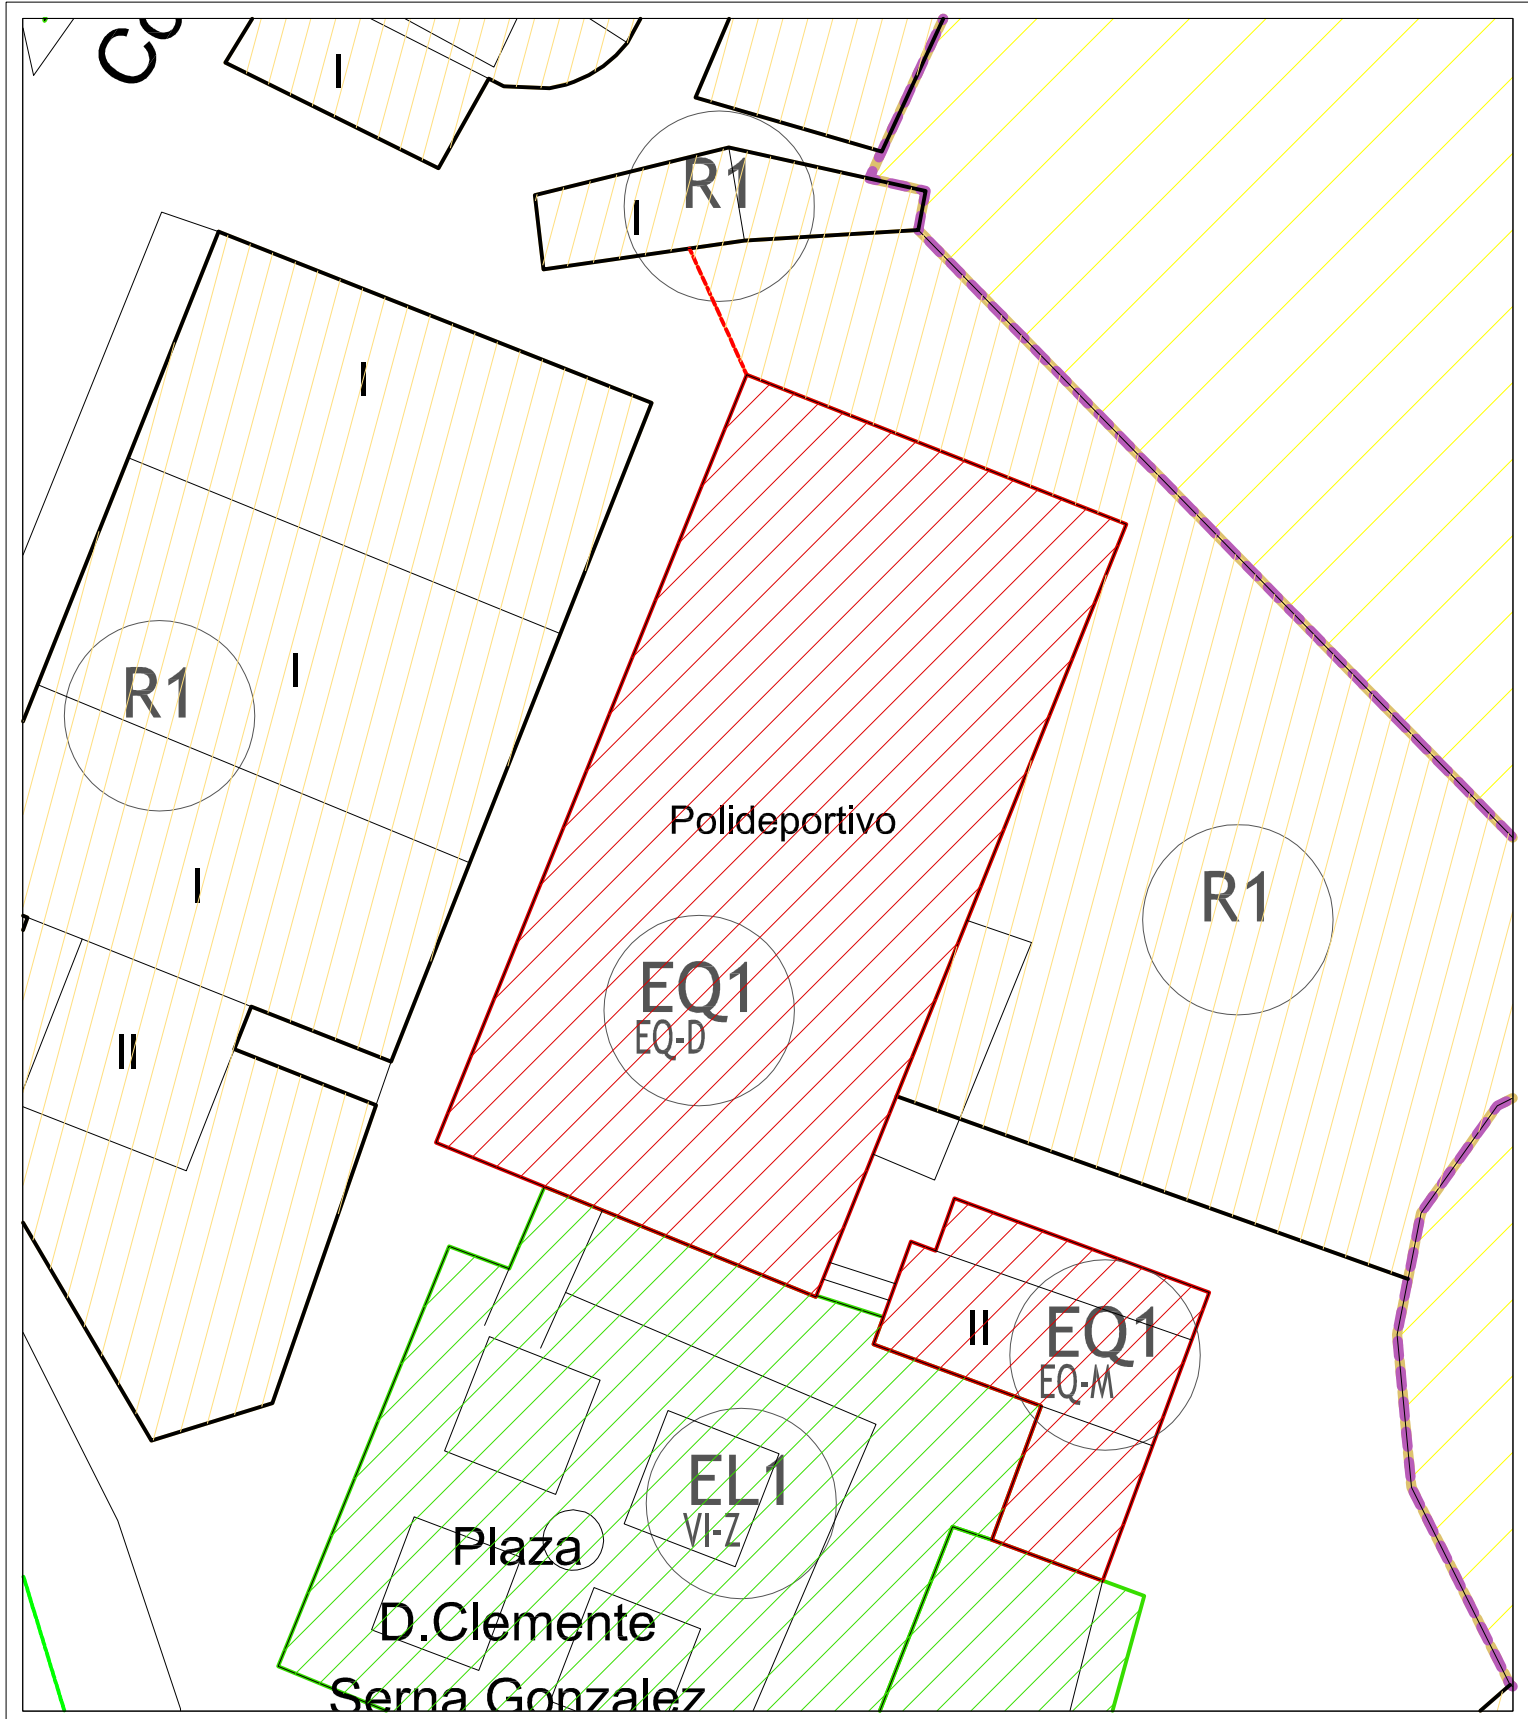 I
R1
I
I
I
R1
Polideportivo
I
R1
EQ1
EQ-D
II
II
EQ1
EQ-M
EL1
VI-Z
Plaza
D.Clemente
Serna Gonzalez